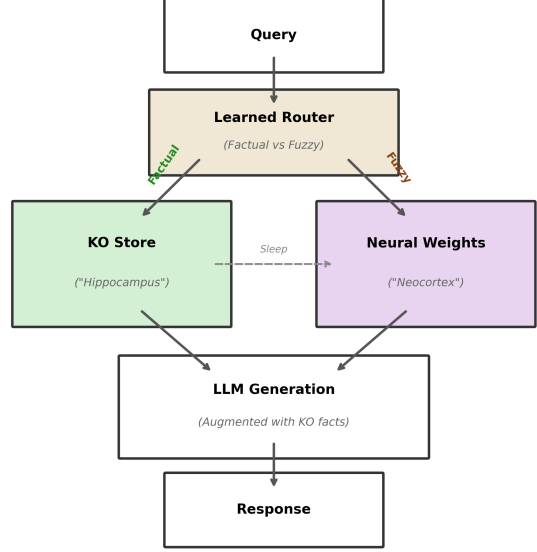 Query
Learned Router
(Factual vs Fuzzy)
Factual
Fuzzy
KO Store
("Hippocampus")
Sleep
Neural Weights
("Neocortex")
LLM Generation
(Augmented with KO facts)
Response